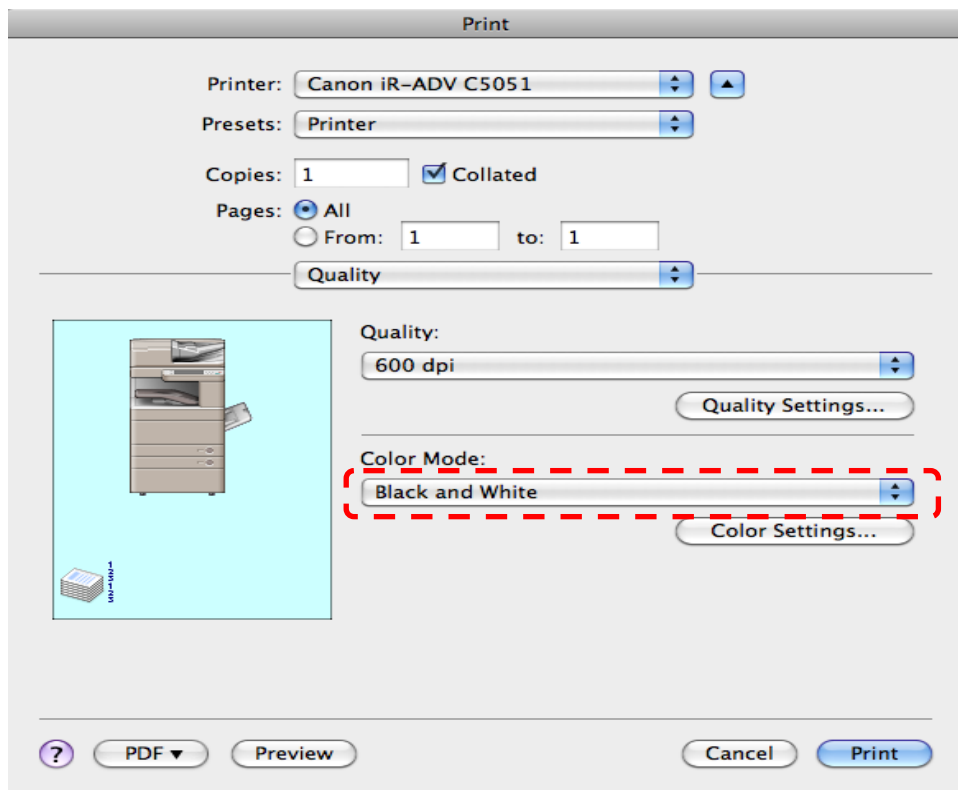 Print
Printer: Canon iR-ADV C5051
Presets: Printer
Copies: 1 Collated
Pages: All
From: 1 to: 1
Quality
Quality:
600 dpi
Quality Settings...
Color Mode:
Black and White
Color Settings...
? PDF ▼ Preview Cancel Print